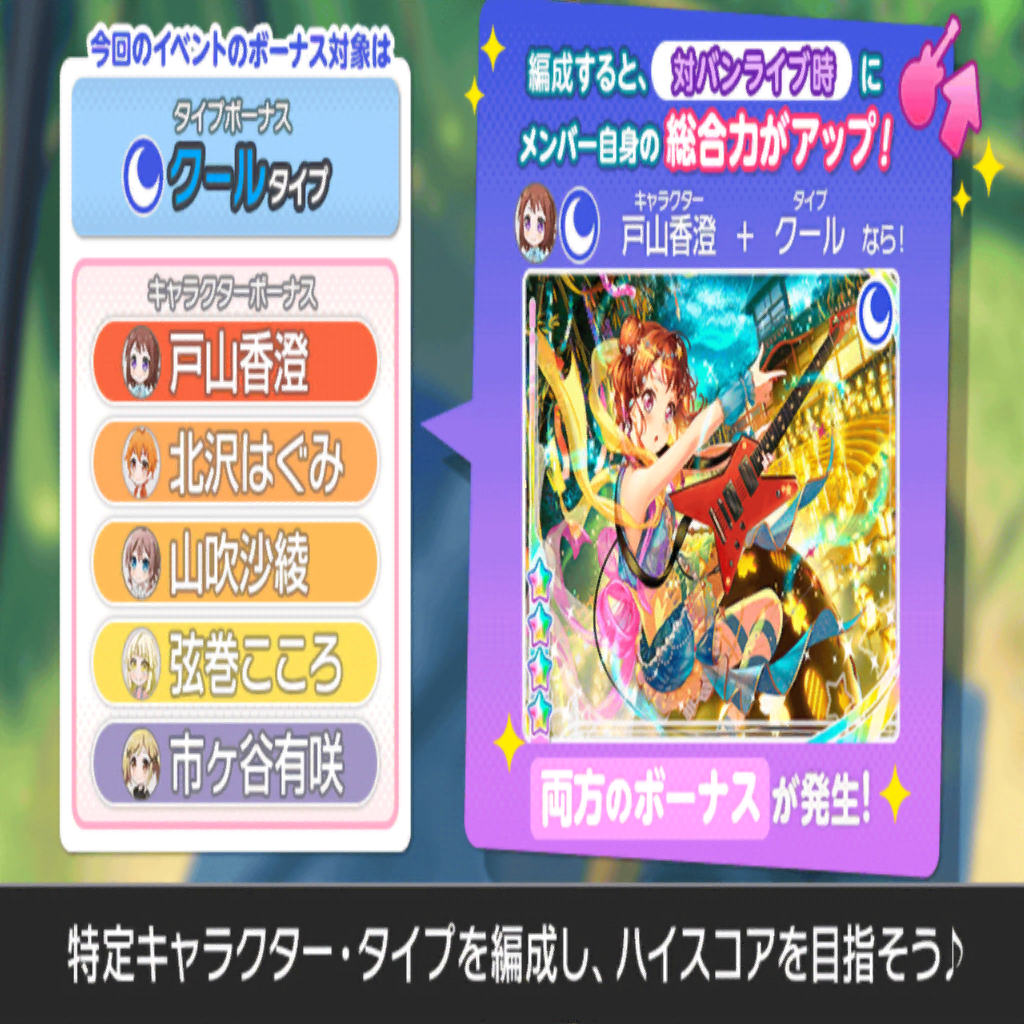 今回のイベントのボーナス対象は
タイプボーナス
クールタイプ
キャラクターボーナス
戸山香澄
北沢はぐみ
山吹沙綾
弦巻こころ
市ケ谷有咲
編成すると、対バンライブ時に
メンバー自身の総合力がアップ!
キャラクター タイプ
戸山香澄 + クール なら!
両方のボーナスが発生!
特定キャラクター・タイプを編成し、ハイスコアを目指そう♪